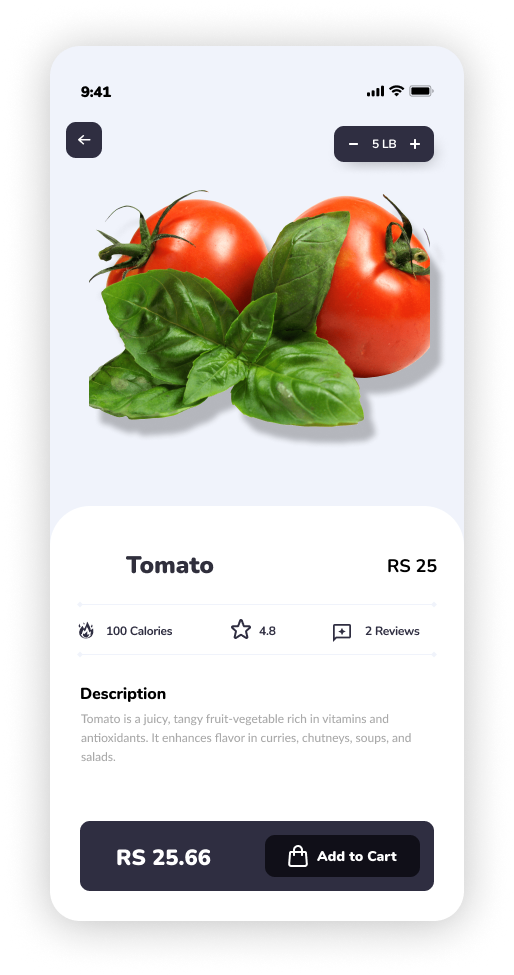 9:41
5 LB
Tomato
RS 25
100 Calories
4.8
2 Reviews
Description
Tomato is a juicy, tangy fruit-vegetable rich in vitamins and
antioxidants. It enhances flavor in curries, chutneys, soups, and
salads.
RS 25.66
Add to Cart